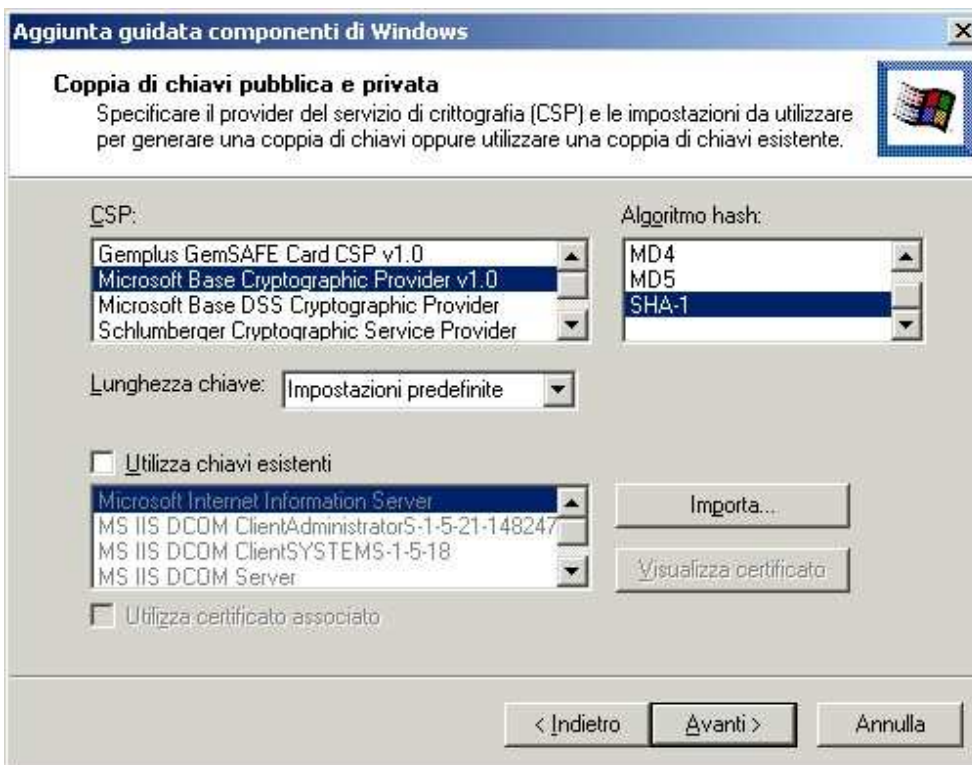 Aggiunta guidata componenti di Windows
Coppia di chiavi pubblica e privata
Specificare il provider del servizio di crittografia (CSP) e le impostazioni da utilizzare
per generare una coppia di chiavi oppure utilizzare una coppia di chiavi esistente.
CSP:
Gemplus GemSAFE Card CSP v1.0
Microsoft Base Cryptographic Provider v1.0
Microsoft Base DSS Cryptographic Provider
Schlumberger Cryptographic Service Provider
Algoritmo hash:
MD4
MD5
SHA-1
Lunghezza chiave: Impostazioni predefinite
Utilizza chiavi esistenti
Microsoft Internet Information Server
MS IIS DCOM ClientAdministratorS-1-5-21-148247
MS IIS DCOM ClientSYSTEMS-1-5-18
MS IIS DCOM Server
Importa...
Visualizza certificato
Utilizza certificato associato
< Indietro Avanti > Annulla